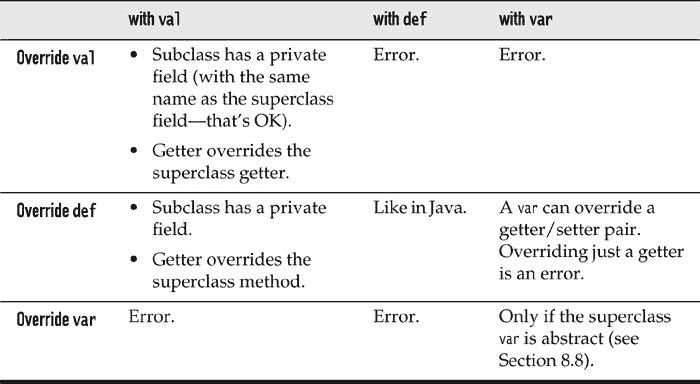 with val with def with var
Override val • Subclass has a private Error. Error.
field (with the same
name as the superclass
field—that's OK).
• Getter overrides the
superclass getter.
Override def • Subclass has a private Like in Java. A var can override a
field. getter/setter pair.
• Getter overrides the Overriding just a getter
superclass method. is an error.
Override var Error. Error. Only if the superclass
var is abstract (see
Section 8.8).